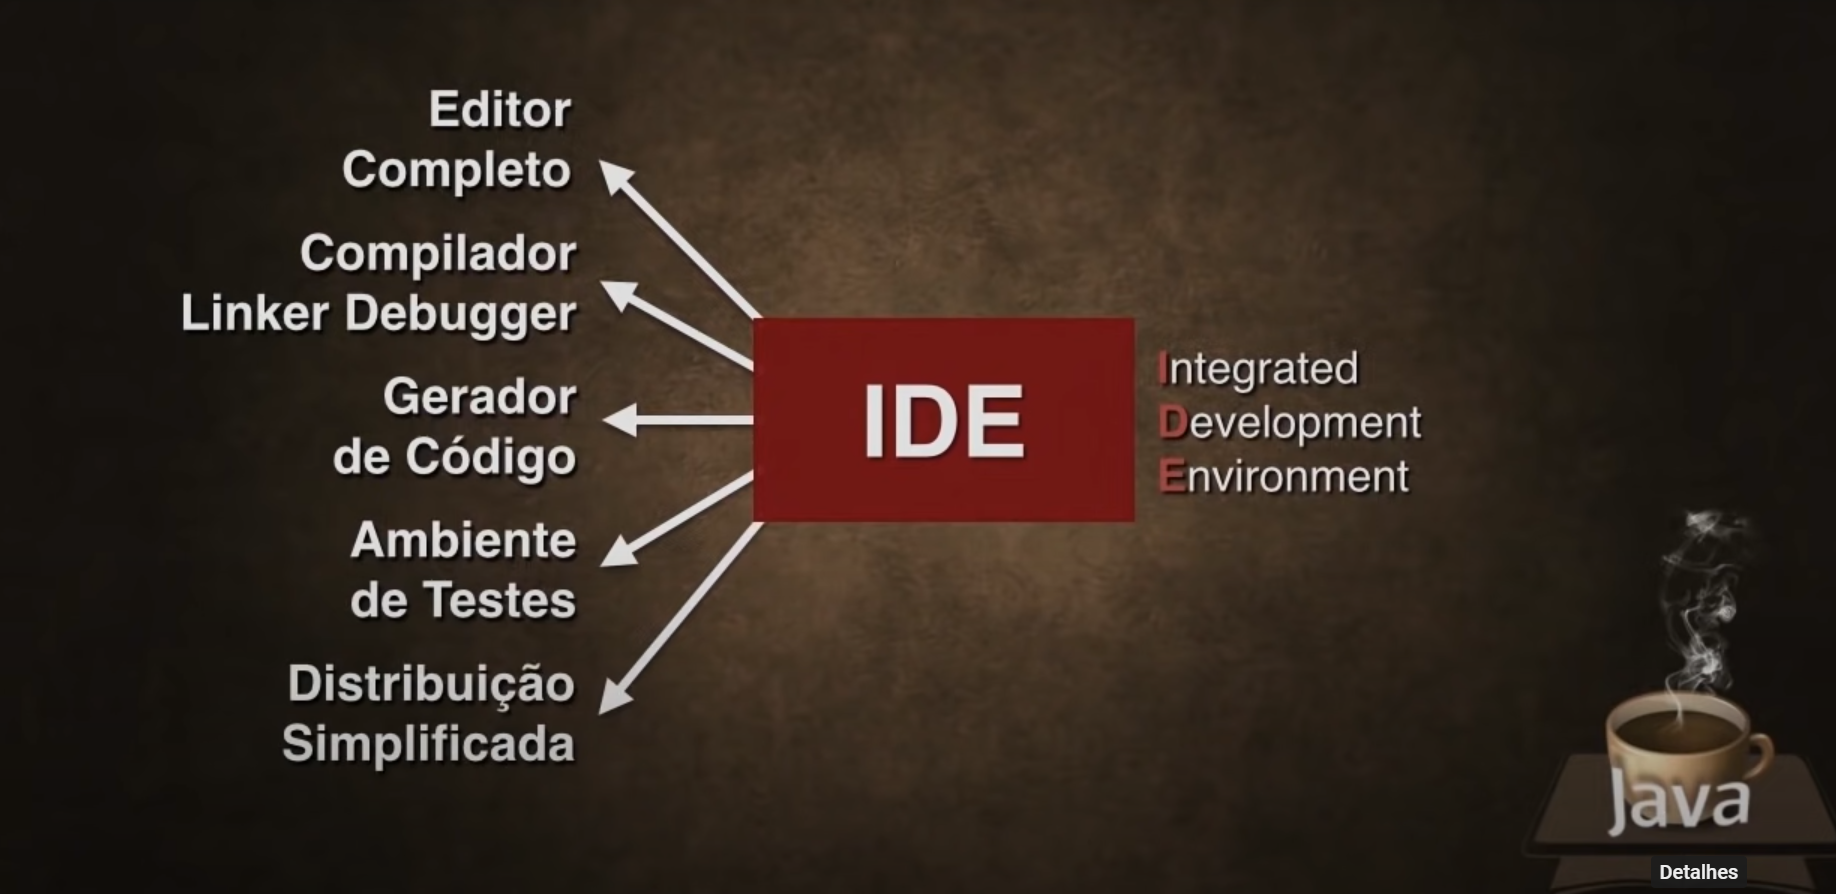 Editor
Completo
Compilador
Linker Debugger
Gerador
de Código
Ambiente
de Testes
Distribuição
Simplificada
IDE
Integrated
Development
Environment
Java
Detalhes